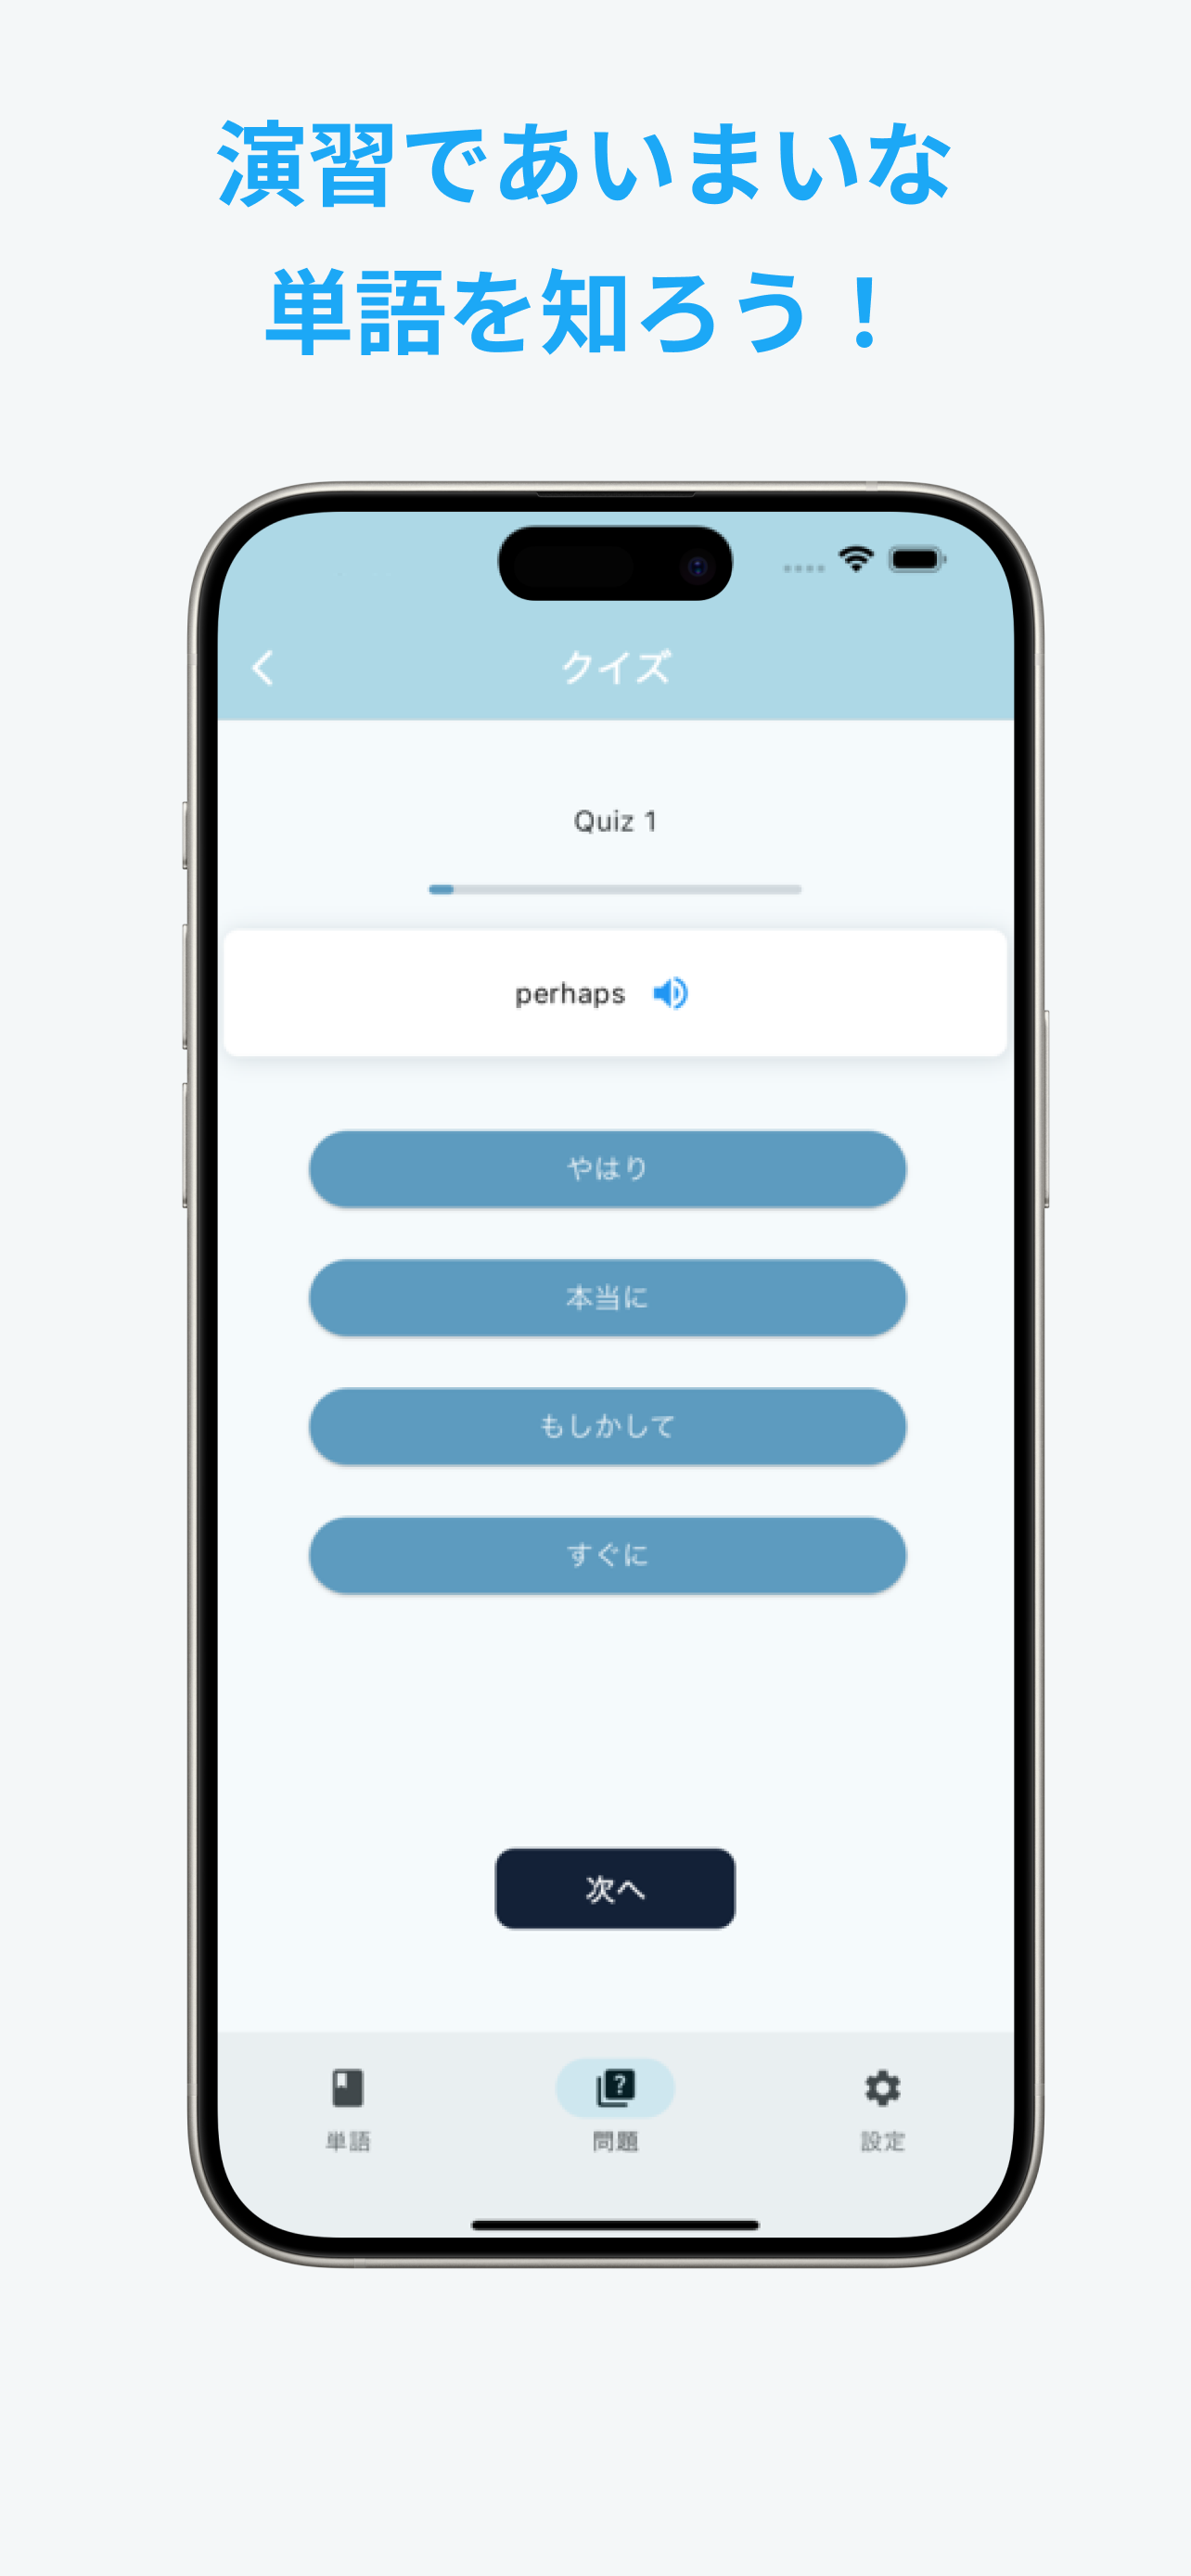 演習であいまいな
単語を知ろう！
クイズ
Quiz 1
perhaps
やはり
本当に
もしかして
すぐに
次へ
単語 問題 設定